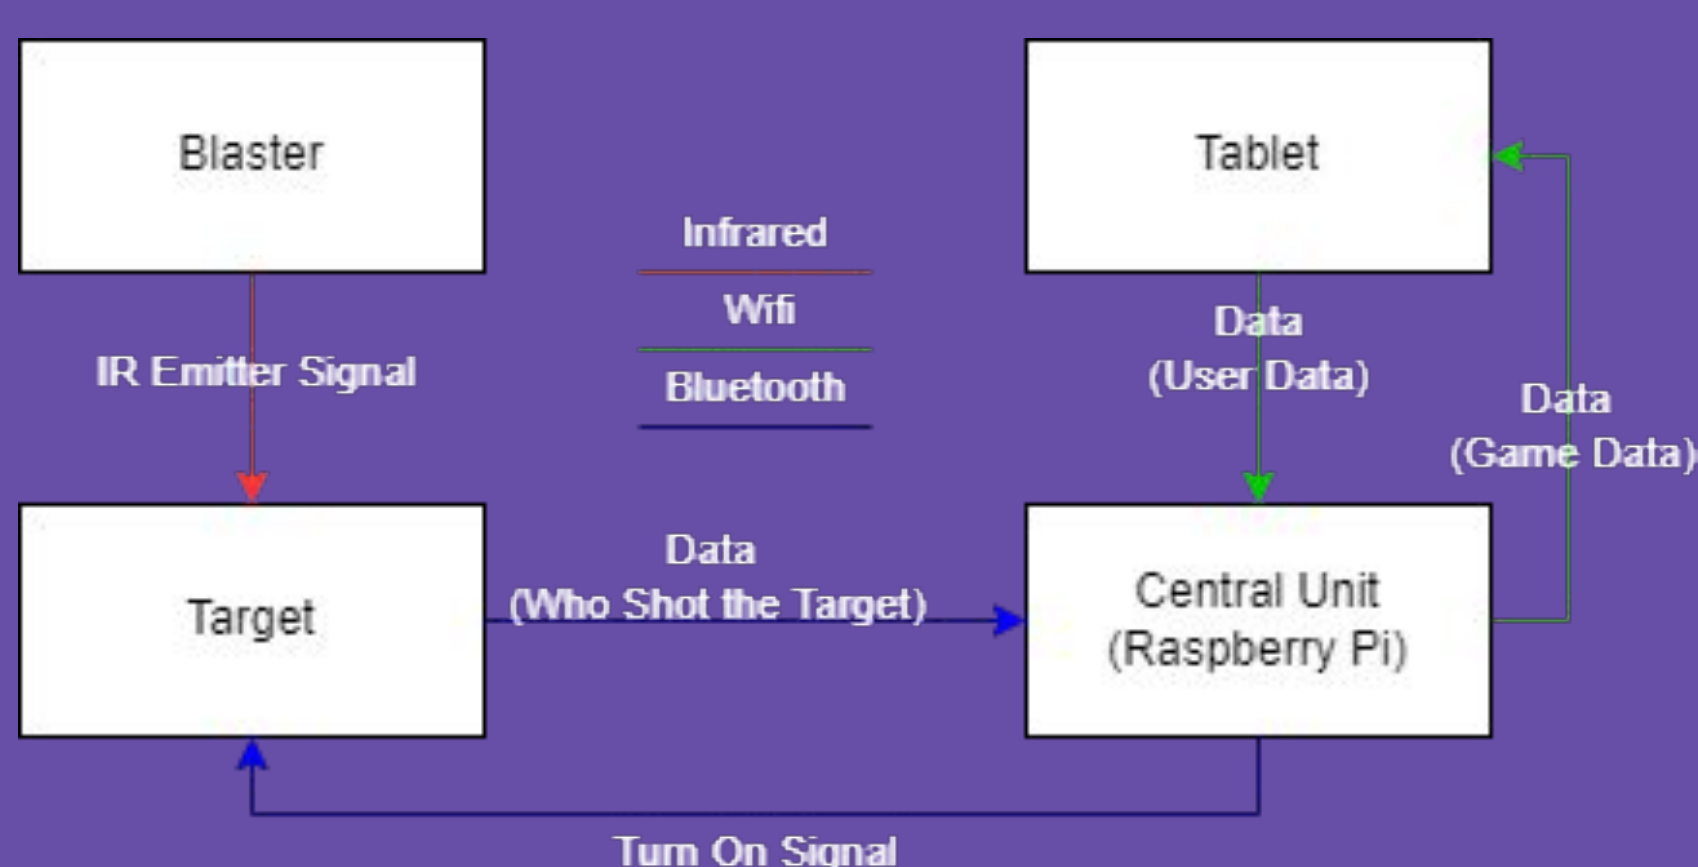 Blaster
Tablet
Infrared
Wifi
Bluetooth
IR Emitter Signal
Data
(User Data)
Data
(Game Data)
Target
Data
(Who Shot the Target)
Central Unit
(Raspberry Pi)
Turn On Signal